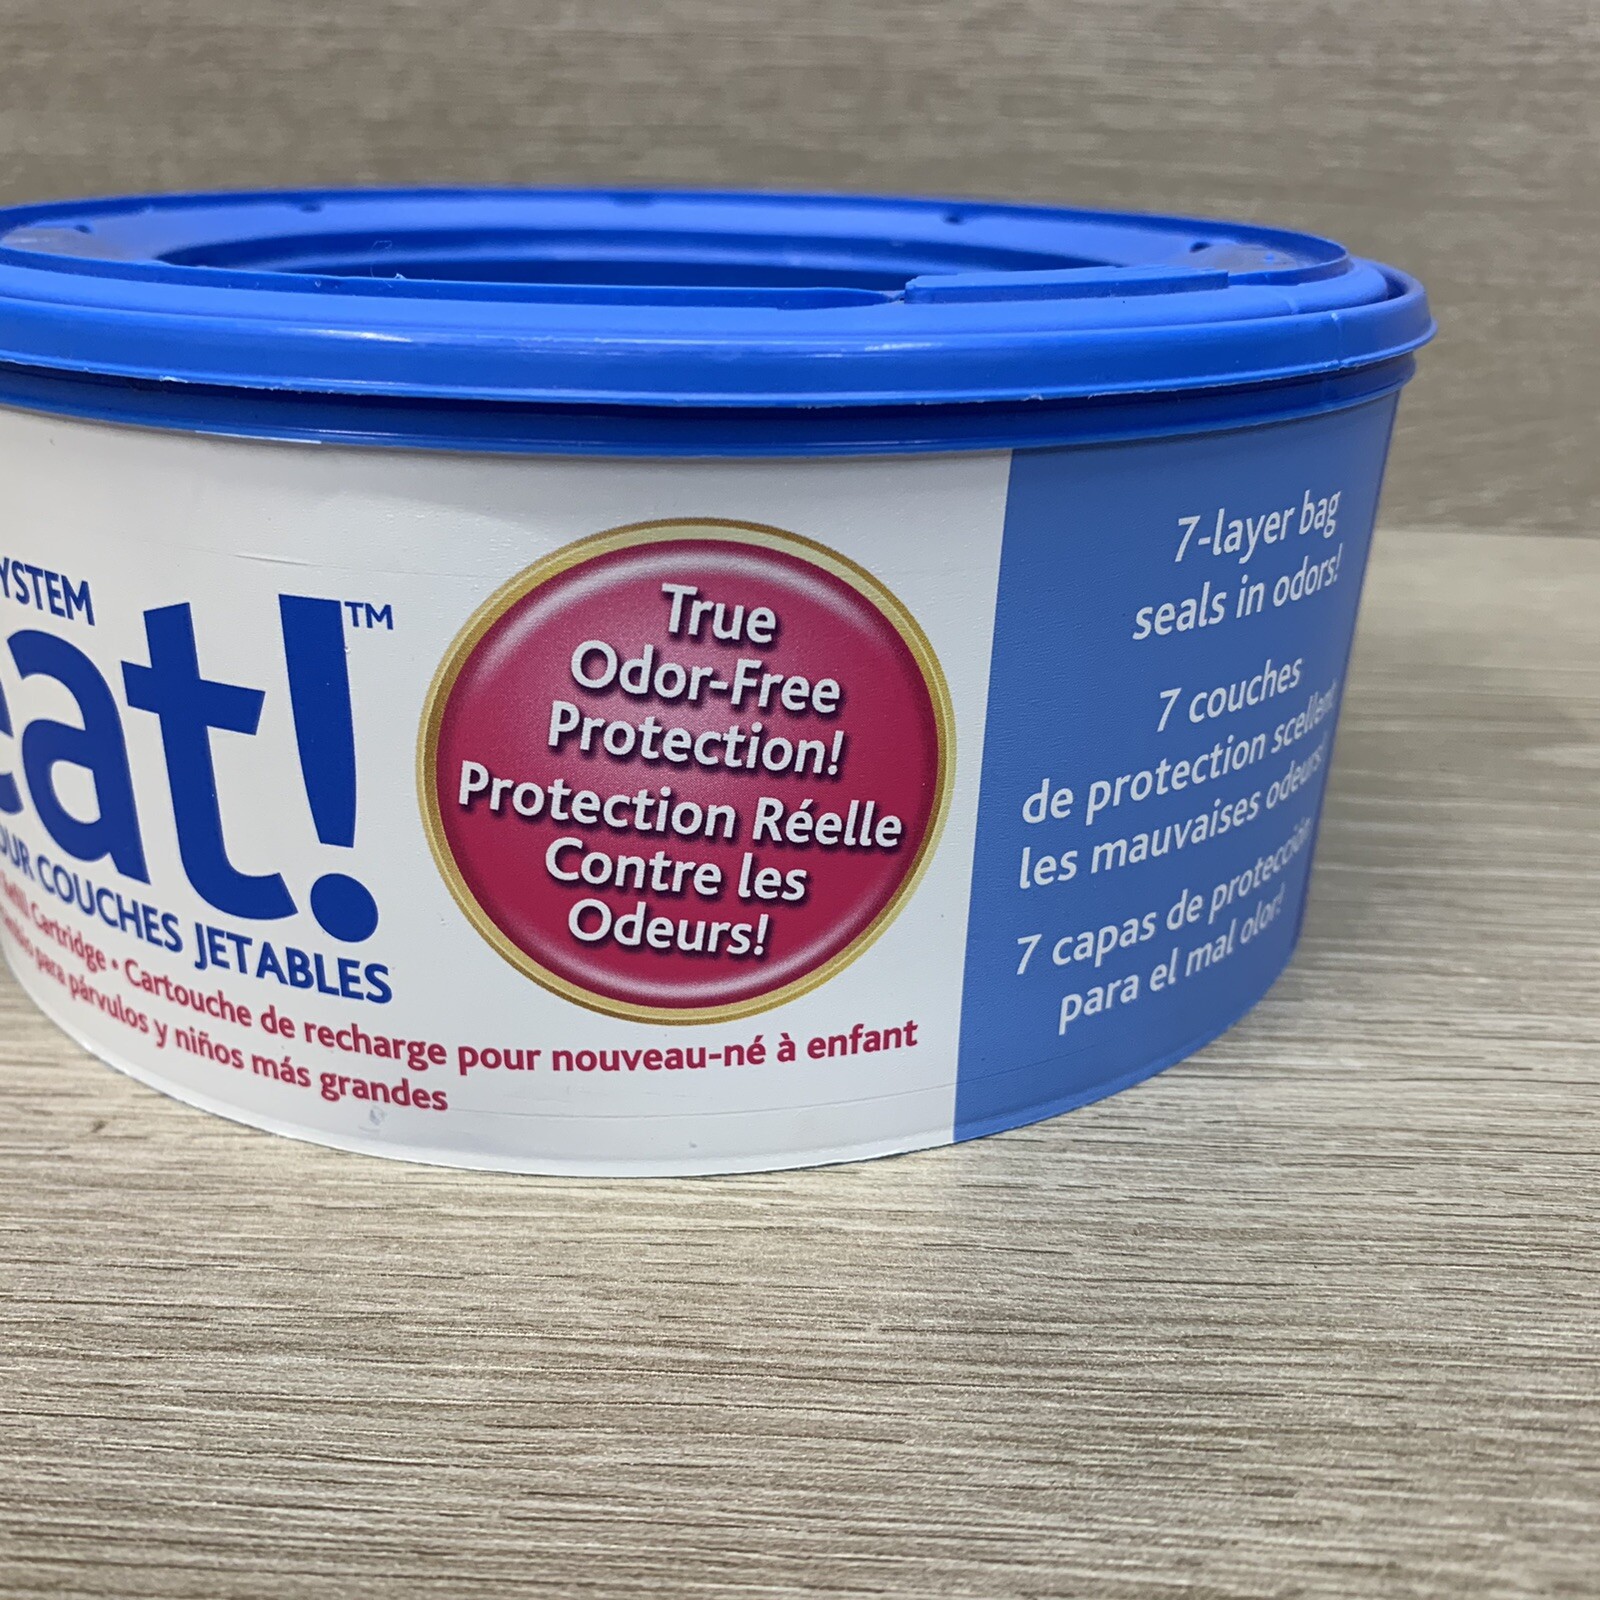 YSTEM
eat!™
OUR COUCHES JETABLES
Refill Cartridge • Cartouche de recharge pour nouveau-né à enfant
para párvulos y niños más grandes
True
Odor-Free
Protection!
Protection Réelle
Contre les
Odeurs!
7-layer bag
seals in odors!
7 couches
de protection scellent
les mauvaises odeurs!
7 capas de protección
para el mal olor!